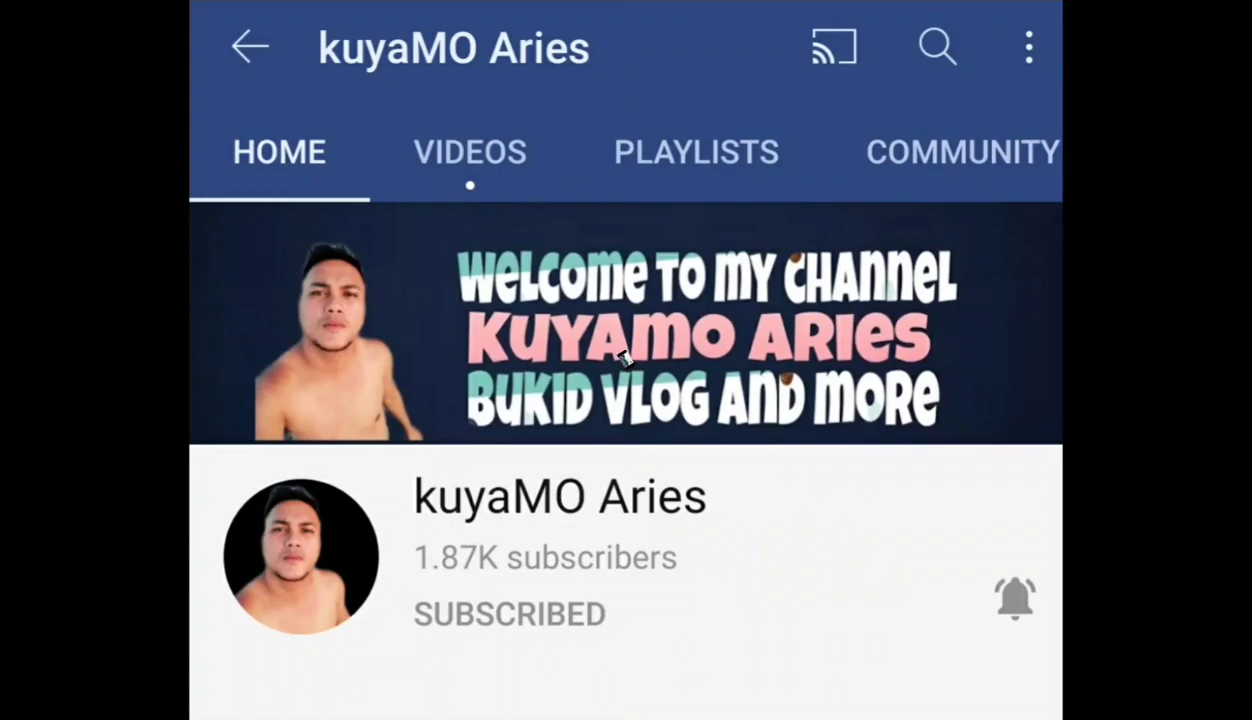 kuyaMO Aries
HOME VIDEOS PLAYLISTS COMMUNITY
WELCOME TO MY CHANNEL
KUYAMO ARIES
BUKID VLOG AND MORE
kuyaMO Aries
1.87K subscribers
SUBSCRIBED